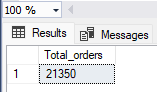 100 %
Results Messages
Total_orders
1 21350